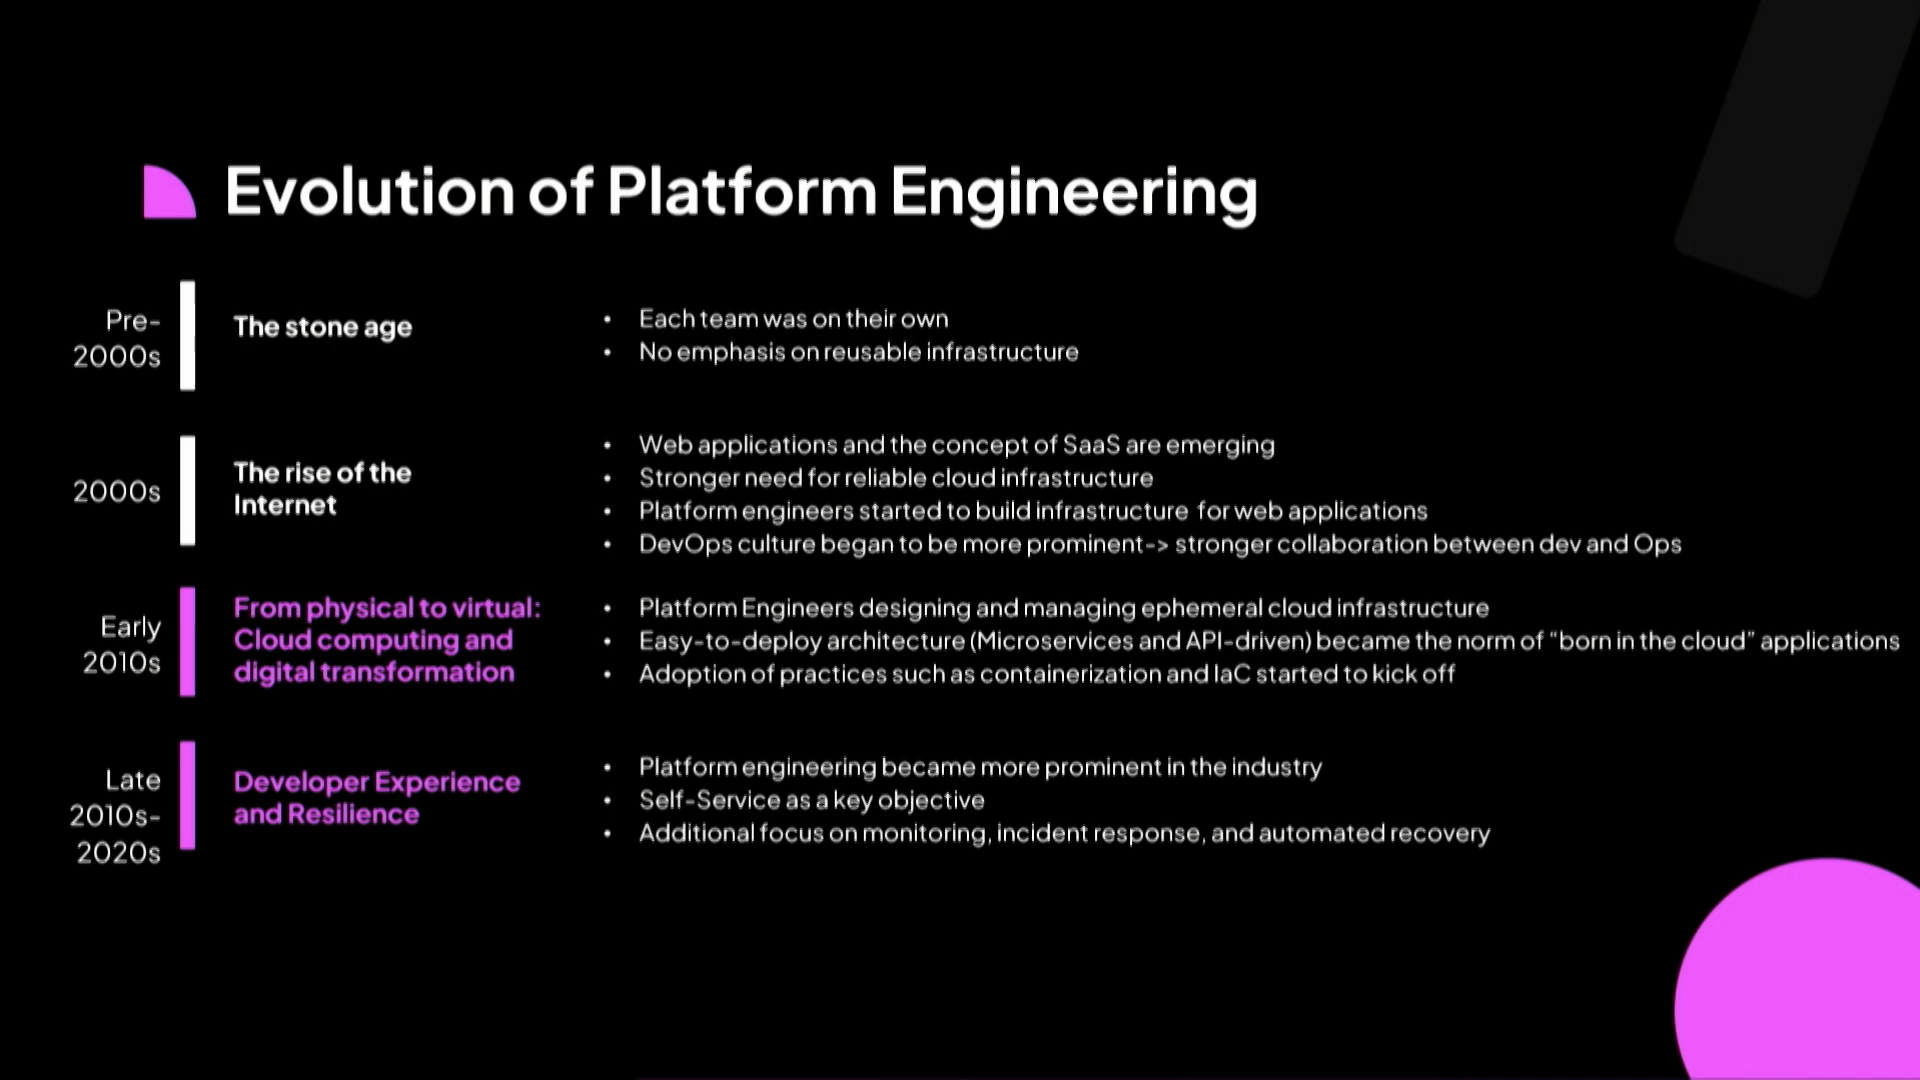 Evolution of Platform Engineering
Pre-
2000s
The stone age
• Each team was on their own
• No emphasis on reusable infrastructure
2000s
The rise of the
Internet
• Web applications and the concept of SaaS are emerging
• Stronger need for reliable cloud infrastructure
• Platform engineers started to build infrastructure for web applications
• DevOps culture began to be more prominent-> stronger collaboration between dev and Ops
Early
2010s
From physical to virtual:
Cloud computing and
digital transformation
• Platform Engineers designing and managing ephemeral cloud infrastructure
• Easy-to-deploy architecture (Microservices and API-driven) became the norm of “born in the cloud” applications
• Adoption of practices such as containerization and IaC started to kick off
Late
2010s-
2020s
Developer Experience
and Resilience
• Platform engineering became more prominent in the industry
• Self-Service as a key objective
• Additional focus on monitoring, incident response, and automated recovery